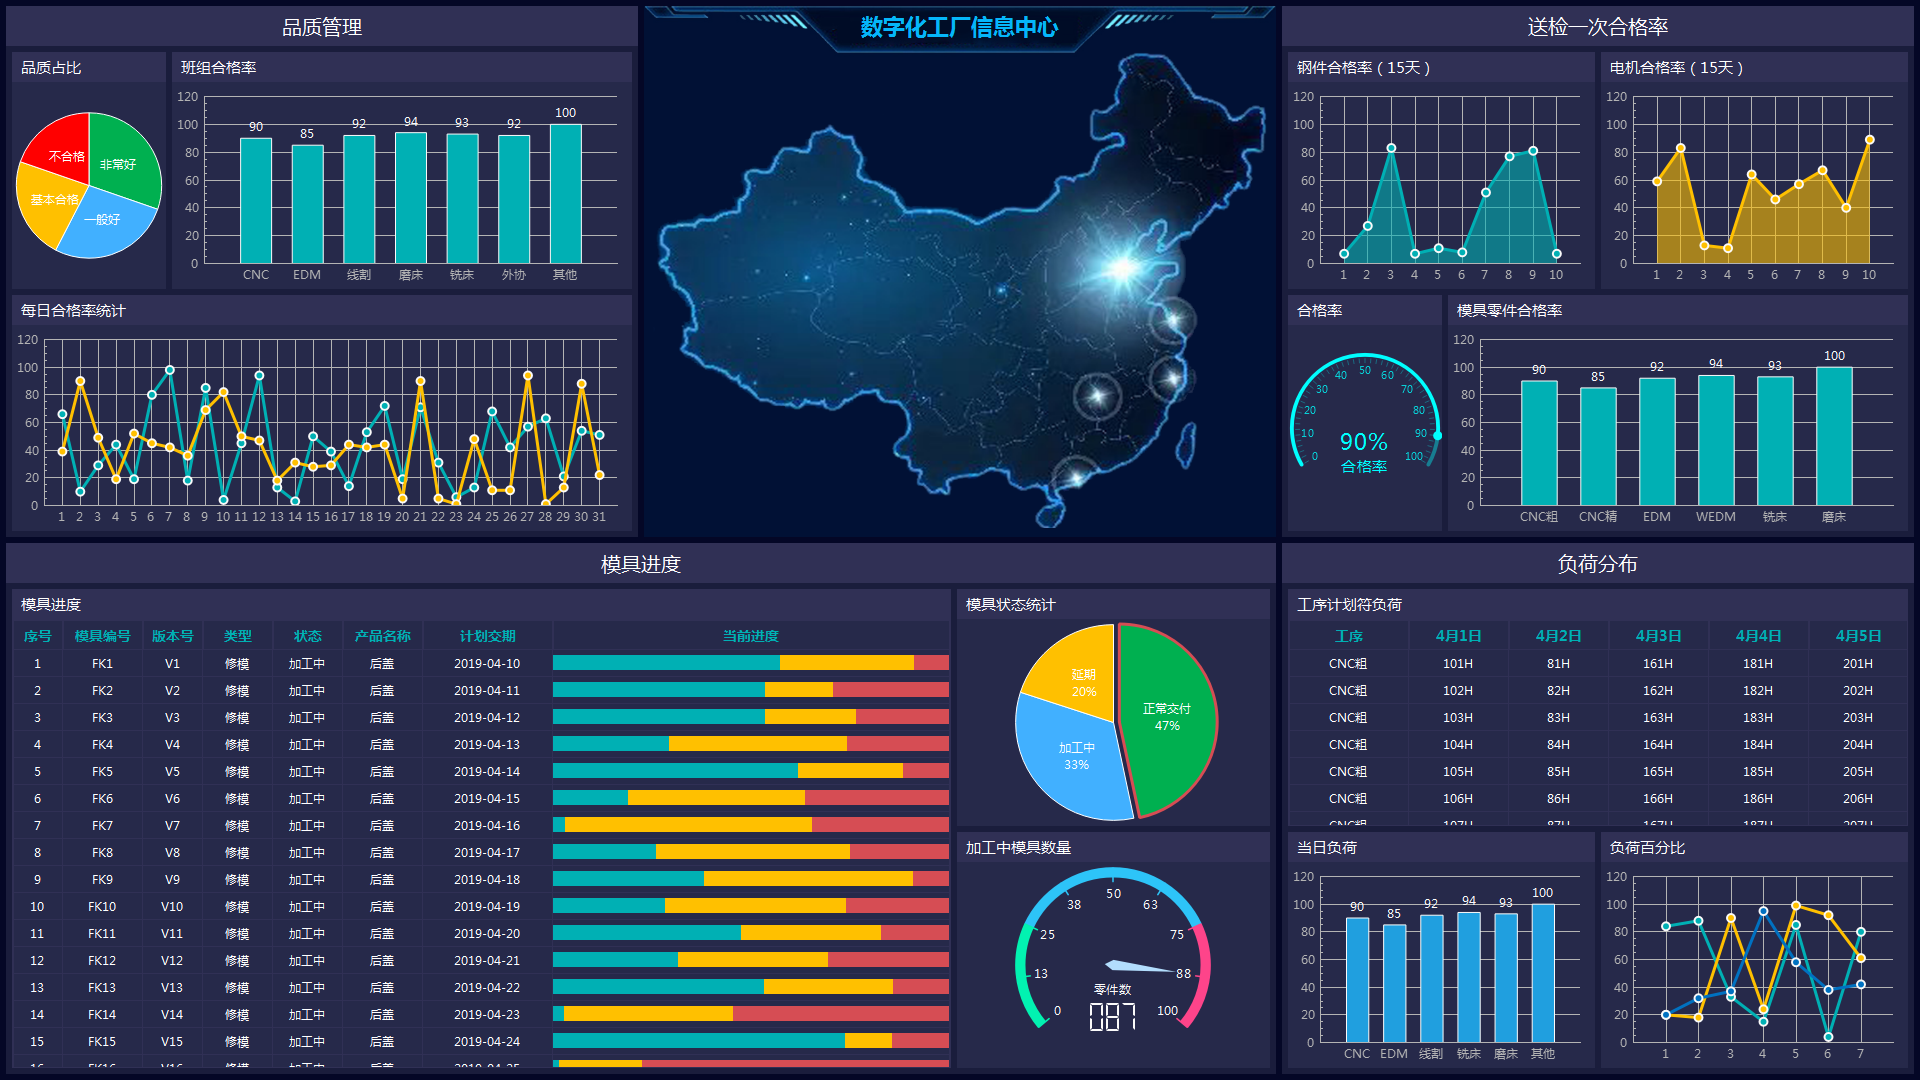 品质管理
品质占比
不合格
非常好
基本合格
一般好
班组合格率
120
100
80
60
40
20
0
90 85 92 94 93 92 100
CNC EDM 线割 磨床 铣床 外协 其他
每日合格率统计
120
100
80
60
40
20
0
1 2 3 4 5 6 7 8 9 10 11 12 13 14 15 16 17 18 19 20 21 22 23 24 25 26 27 28 29 30 31
数字化工厂信息中心
送检一次合格率
钢件合格率 ( 15天 )
120
100
80
60
40
20
0
1 2 3 4 5 6 7 8 9 10
电机合格率 ( 15天 )
120
100
80
60
40
20
0
1 2 3 4 5 6 7 8 9 10
合格率
0 10 20 30 40 50 60 70 80 90 100
90%
合格率
模具零件合格率
120
100
80
60
40
20
0
90 85 92 94 93 100
CNC粗 CNC精 EDM WEDM 铣床 磨床
模具进度
模具进度
序号 模具编号 版本号 类型 状态 产品名称 计划交期 当前进度
1 FK1 V1 修模 加工中 后盖 2019-04-10
2 FK2 V2 修模 加工中 后盖 2019-04-11
3 FK3 V3 修模 加工中 后盖 2019-04-12
4 FK4 V4 修模 加工中 后盖 2019-04-13
5 FK5 V5 修模 加工中 后盖 2019-04-14
6 FK6 V6 修模 加工中 后盖 2019-04-15
7 FK7 V7 修模 加工中 后盖 2019-04-16
8 FK8 V8 修模 加工中 后盖 2019-04-17
9 FK9 V9 修模 加工中 后盖 2019-04-18
10 FK10 V10 修模 加工中 后盖 2019-04-19
11 FK11 V11 修模 加工中 后盖 2019-04-20
12 FK12 V12 修模 加工中 后盖 2019-04-21
13 FK13 V13 修模 加工中 后盖 2019-04-22
14 FK14 V14 修模 加工中 后盖 2019-04-23
15 FK15 V15 修模 加工中 后盖 2019-04-24
模具状态统计
延期
20%
正常交付
47%
加工中
33%
加工中模具数量
0 13 25 38 50 63 75 88 100
零件数
087
负荷分布
工序计划符负荷
工序 4月1日 4月2日 4月3日 4月4日 4月5日
CNC粗 101H 81H 161H 181H 201H
CNC粗 102H 82H 162H 182H 202H
CNC粗 103H 83H 163H 183H 203H
CNC粗 104H 84H 164H 184H 204H
CNC粗 105H 85H 165H 185H 205H
CNC粗 106H 86H 166H 186H 206H
当日负荷
120
100
80
60
40
20
0
90 85 92 94 93 100
CNC EDM 线割 铣床 磨床 其他
负荷百分比
120
100
80
60
40
20
0
1 2 3 4 5 6 7